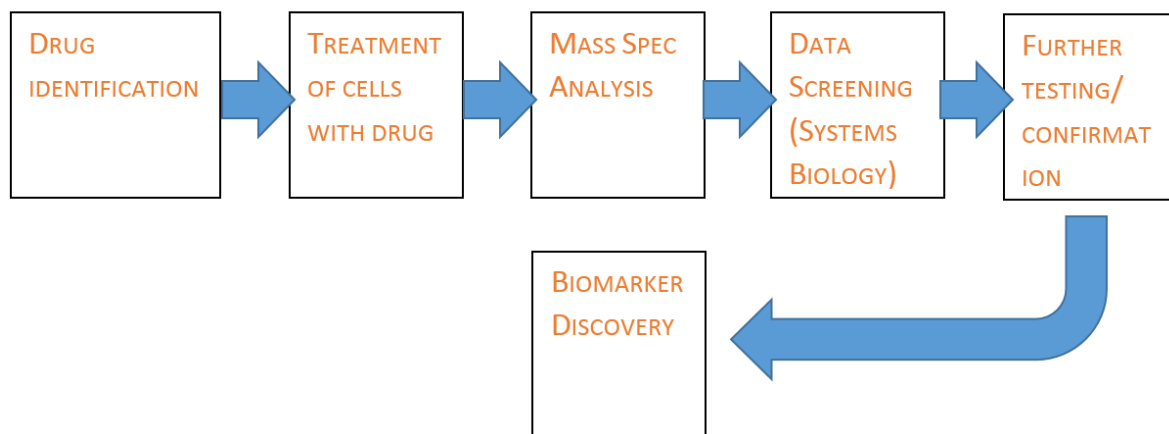 Drug
identification
Treatment
of cells
with drug
Mass Spec
Analysis
Data
Screening
(Systems
Biology)
Further
testing/
confirmat
ion
Biomarker
Discovery